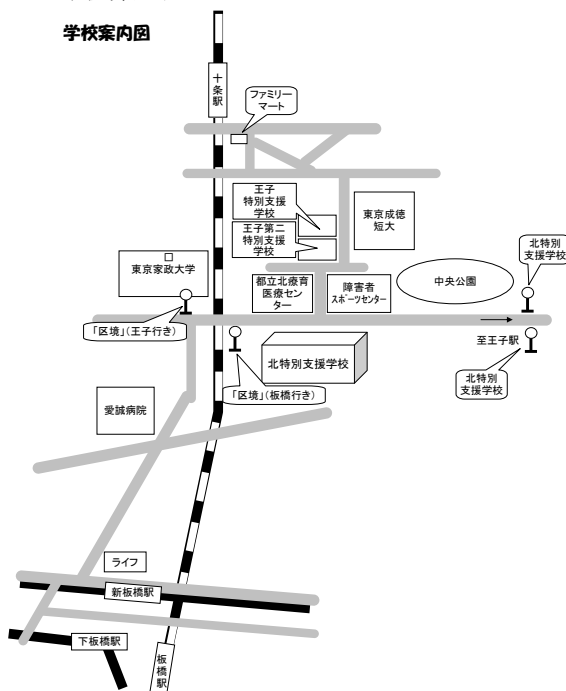 学校案内図
十条駅
ファミリー
マート
王子
特別支援
学校
王子第二
特別支援
学校
東京成徳
短大
東京家政大学
都立北療育
医療セン
ター
障害者
スポーツセンター
中央公園
北特別
支援学校
「区境」(王子行き)
至王子駅
「区境」(板橋行き)
北特別支援学校
北特別
支援学校
愛誠病院
ライフ
新板橋駅
下板橋駅
板橋駅